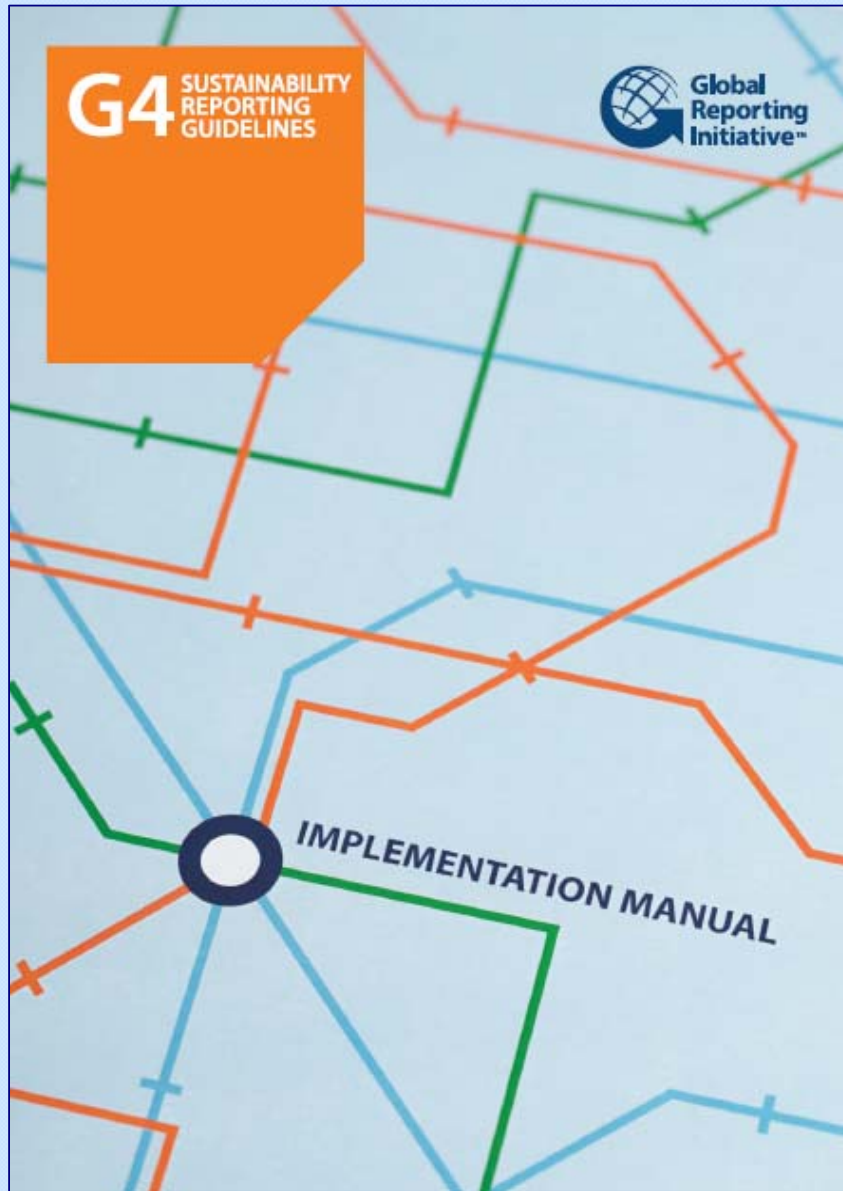 G4
SUSTAINABILITY
REPORTING
GUIDELINES
Global
Reporting
Initiative™
IMPLEMENTATION MANUAL